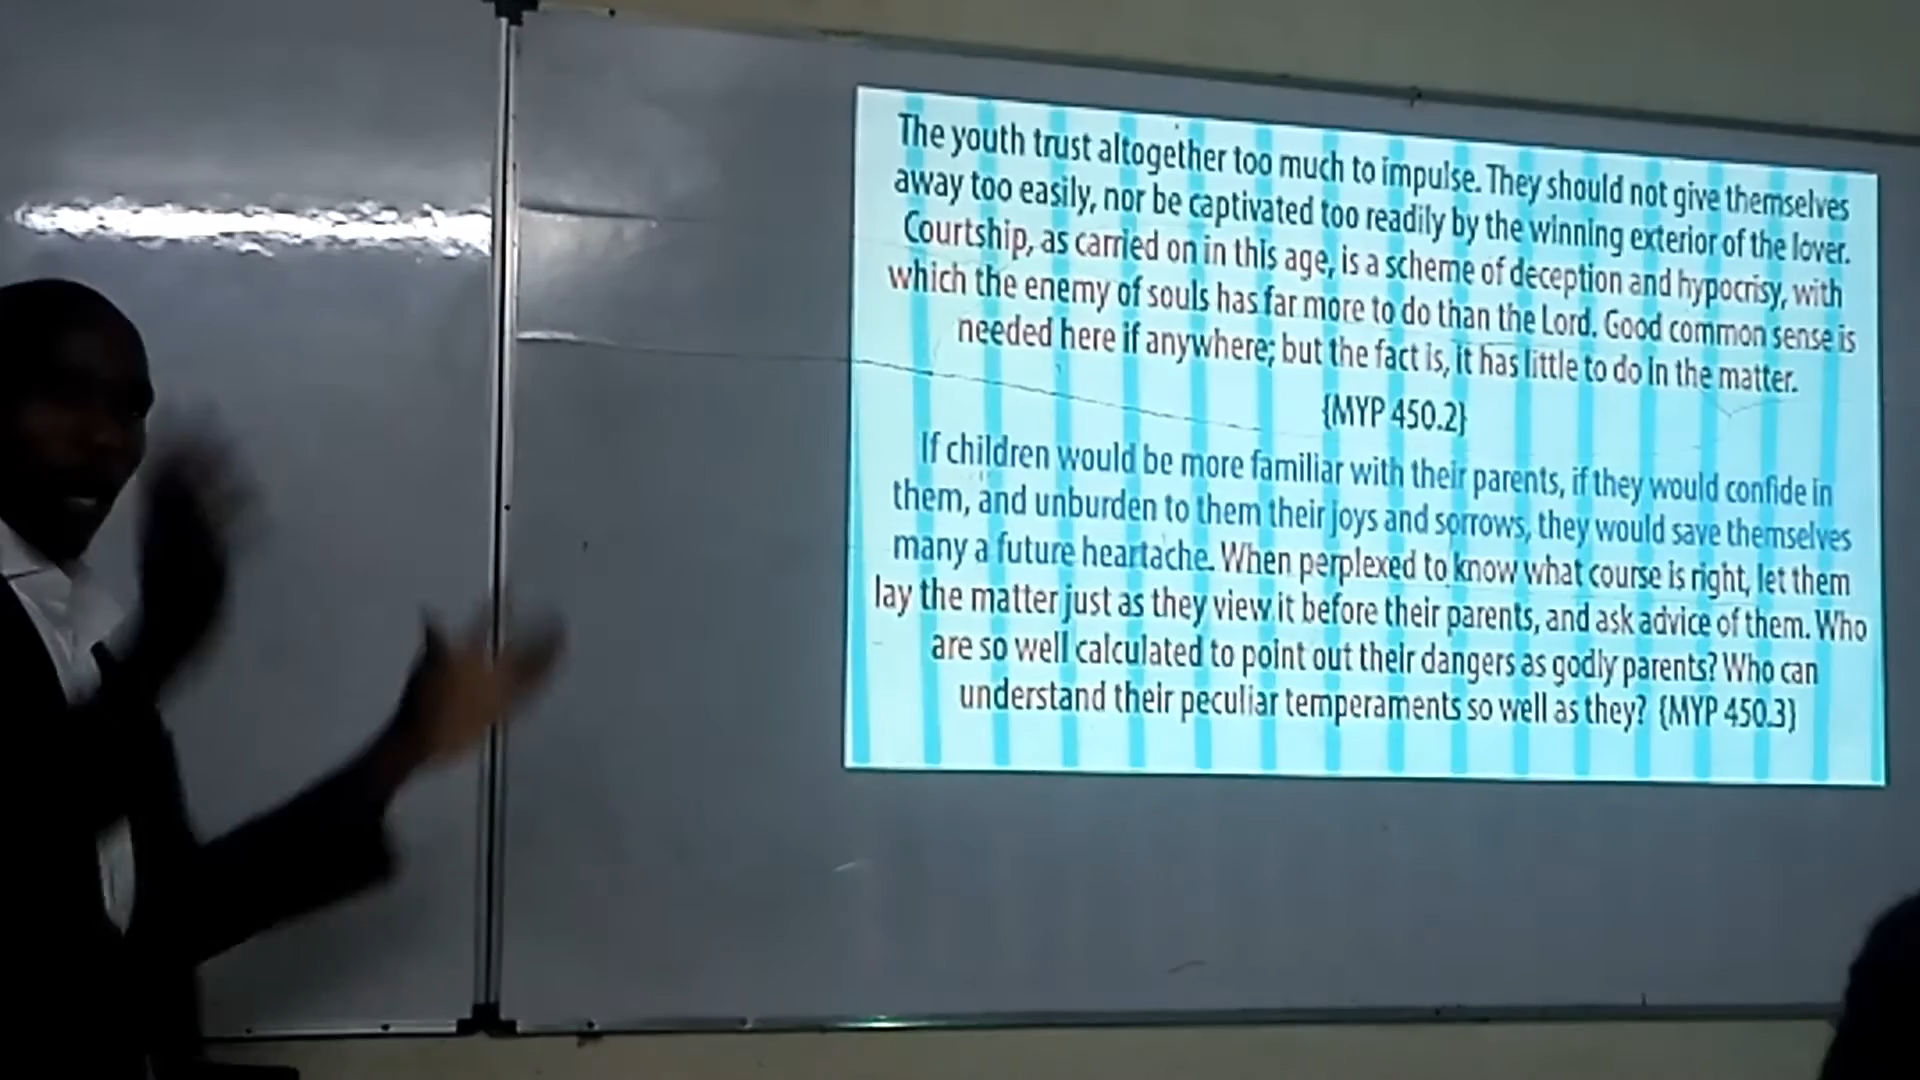 The youth trust altogether too much to impulse. They should not give themselves
away too easily, nor be captivated too readily by the winning exterior of the lover.
Courtship, as carried on in this age, is a scheme of deception and hypocrisy, with
which the enemy of souls has far more to do than the Lord. Good common sense is
needed here if anywhere; but the fact is, it has little to do in the matter.
{MYP 450.2}
If children would be more familiar with their parents, if they would confide in
them, and unburden to them their joys and sorrows, they would save themselves
many a future heartache. When perplexed to know what course is right, let them
lay the matter just as they view it before their parents, and ask advice of them. Who
are so well calculated to point out their dangers as godly parents? Who can
understand their peculiar temperaments so well as they? {MYP 450.3}